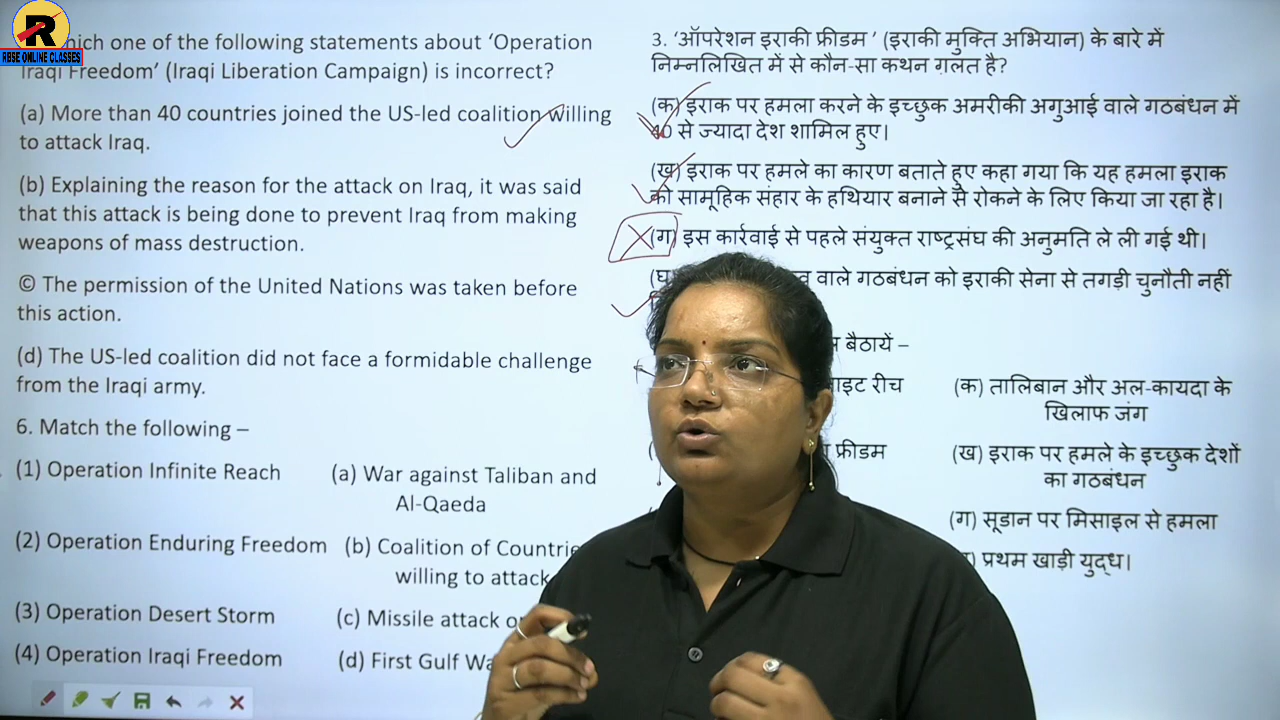 R
RBSE ONLINE CLASSES
hich one of the following statements about ‘Operation
Iraqi Freedom’ (Iraqi Liberation Campaign) is incorrect?
(a) More than 40 countries joined the US-led coalition willing
to attack Iraq.
(b) Explaining the reason for the attack on Iraq, it was said
that this attack is being done to prevent Iraq from making
weapons of mass destruction.
© The permission of the United Nations was taken before
this action.
(d) The US-led coalition did not face a formidable challenge
from the Iraqi army.
6. Match the following –
(1) Operation Infinite Reach (a) War against Taliban and
Al-Qaeda
(2) Operation Enduring Freedom (b) Coalition of Countrie
willing to attack
(3) Operation Desert Storm (c) Missile attack o
(4) Operation Iraqi Freedom (d) First Gulf Wa
3. ‘ऑपरेशन इराकी फ्रीडम ’ (इराकी मुक्ति अभियान) के बारे में
निम्नलिखित में से कौन-सा कथन ग़लत है?
(क) इराक पर हमला करने के इच्छुक अमरीकी अगुआई वाले गठबंधन में
40 से ज्यादा देश शामिल हुए।
(ख) इराक पर हमले का कारण बताते हुए कहा गया कि यह हमला इराक
को सामूहिक संहार के हथियार बनाने से रोकने के लिए किया जा रहा है।
(ग) इस कार्रवाई से पहले संयुक्त राष्ट्रसंघ की अनुमति ले ली गई थी।
(घ वाले गठबंधन को इराकी सेना से तगड़ी चुनौती नहीं
बैठायें –
इट रीच (क) तालिबान और अल-कायदा के
खिलाफ जंग
फ्रीडम (ख) इराक पर हमले के इच्छुक देशों
का गठबंधन
(ग) सूडान पर मिसाइल से हमला
) प्रथम खाड़ी युद्ध।